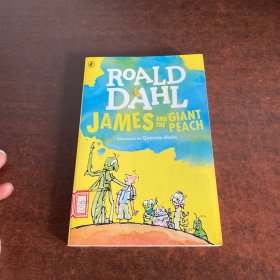 ROALD
DAHL
JAMES AND THE GIANT
PEACH
Illustrated by Quentin Blake